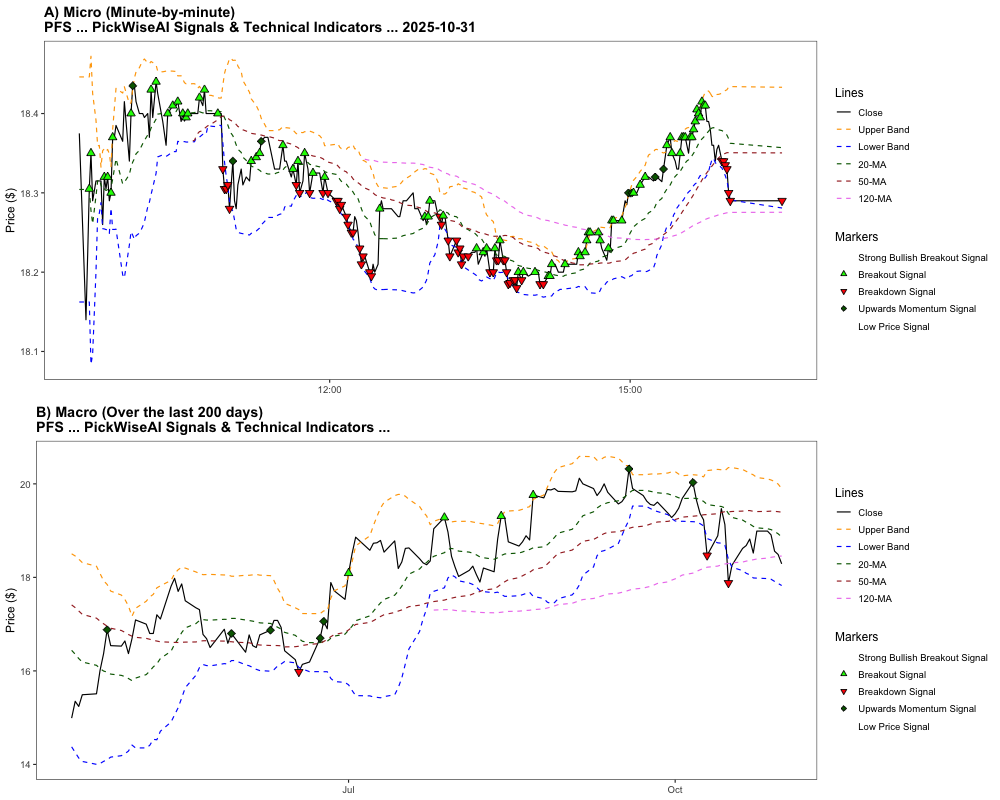 A) Micro (Minute-by-minute)
PFS ... PickWiseAI Signals & Technical Indicators ... 2025-10-31
Price ($)
18.4
18.3
18.2
18.1
12:00
15:00
Lines
Close
Upper Band
Lower Band
20-MA
50-MA
120-MA
Markers
Strong Bullish Breakout Signal
Breakout Signal
Breakdown Signal
Upwards Momentum Signal
Low Price Signal
B) Macro (Over the last 200 days)
PFS ... PickWiseAI Signals & Technical Indicators ...
Price ($)
20
18
16
14
Jul
Oct
Lines
Close
Upper Band
Lower Band
20-MA
50-MA
120-MA
Markers
Strong Bullish Breakout Signal
Breakout Signal
Breakdown Signal
Upwards Momentum Signal
Low Price Signal